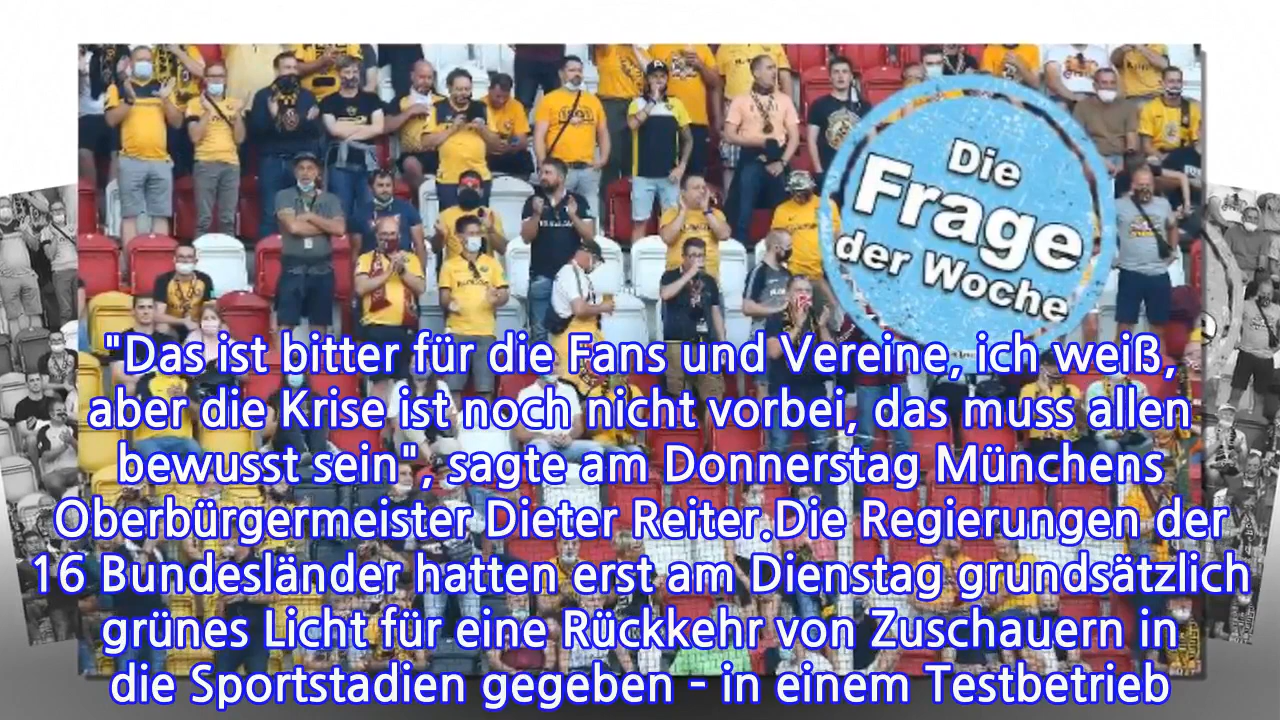 Die
Frage
der Woche
"Das ist bitter für die Fans und Vereine, ich weiß,
aber die Krise ist noch nicht vorbei, das muss allen
bewusst sein", sagte am Donnerstag Münchens
Oberbürgermeister Dieter Reiter.Die Regierungen der
16 Bundesländer hatten erst am Dienstag grundsätzlich
grünes Licht für eine Rückkehr von Zuschauern in
die Sportstadien gegeben - in einem Testbetrieb